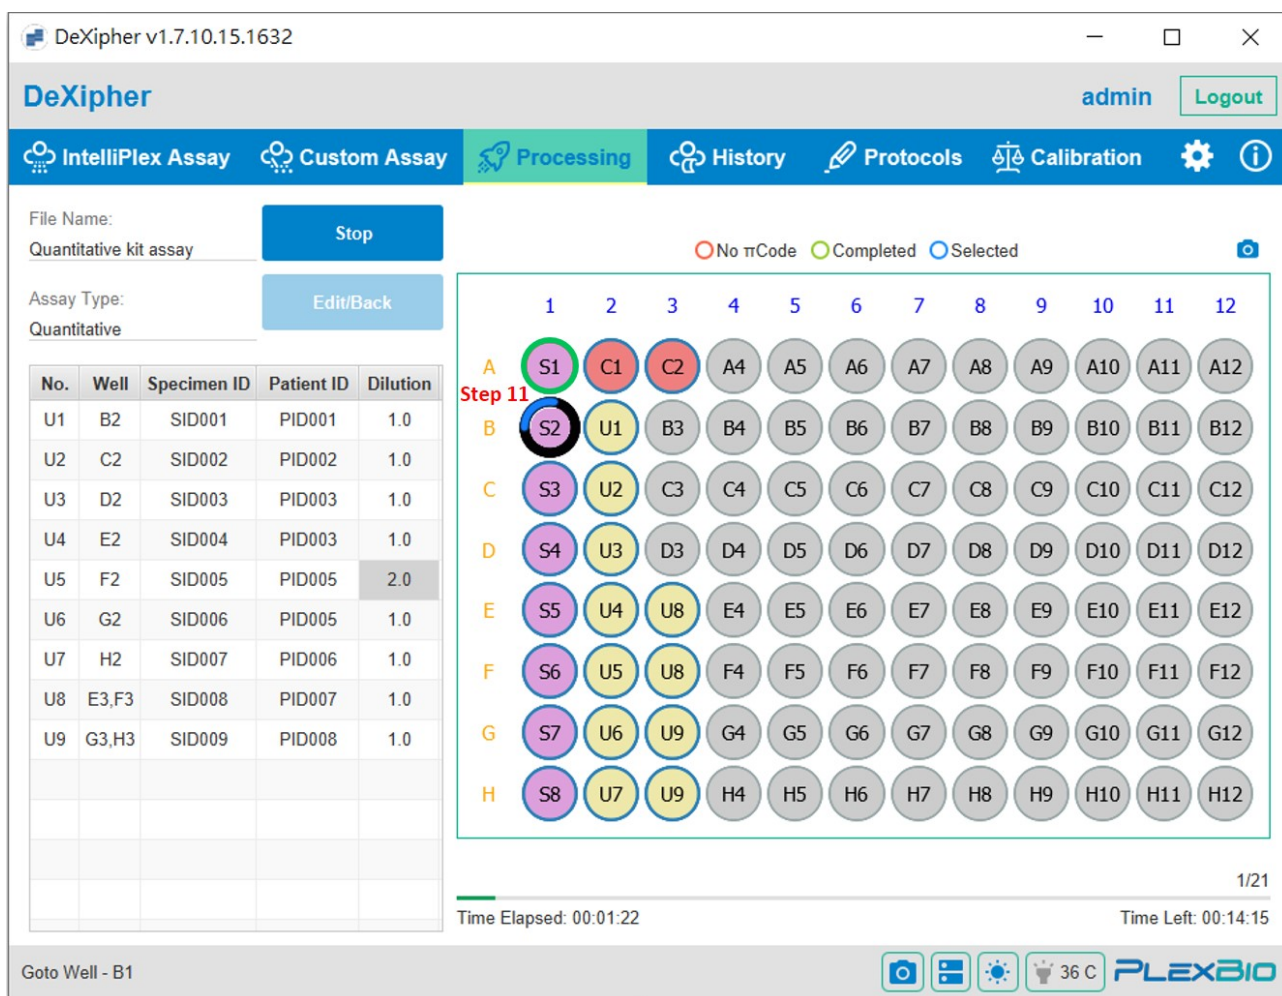 DeXipher v1.7.10.15.1632
DeXipher
admin
Logout
IntelliPlex Assay
Custom Assay
Processing
History
Protocols
Calibration
File Name:
Quantitative kit assay
Stop
Assay Type:
Quantitative
Edit/Back
No. Well Specimen ID Patient ID Dilution
U1 B2 SID001 PID001 1.0
U2 C2 SID002 PID002 1.0
U3 D2 SID003 PID003 1.0
U4 E2 SID004 PID003 1.0
U5 F2 SID005 PID005 2.0
U6 G2 SID006 PID005 1.0
U7 H2 SID007 PID006 1.0
U8 E3,F3 SID008 PID007 1.0
U9 G3,H3 SID009 PID008 1.0
No πCode Completed Selected
1 2 3 4 5 6 7 8 9 10 11 12
A S1 C1 C2 A4 A5 A6 A7 A8 A9 A10 A11 A12
Step 11
B S2 U1 B3 B4 B5 B6 B7 B8 B9 B10 B11 B12
C S3 U2 C3 C4 C5 C6 C7 C8 C9 C10 C11 C12
D S4 U3 D3 D4 D5 D6 D7 D8 D9 D10 D11 D12
E S5 U4 U8 E4 E5 E6 E7 E8 E9 E10 E11 E12
F S6 U5 U8 F4 F5 F6 F7 F8 F9 F10 F11 F12
G S7 U6 U9 G4 G5 G6 G7 G8 G9 G10 G11 G12
H S8 U7 U9 H4 H5 H6 H7 H8 H9 H10 H11 H12
1/21
Time Elapsed: 00:01:22
Time Left: 00:14:15
Goto Well - B1
36 C
PLEXBIO